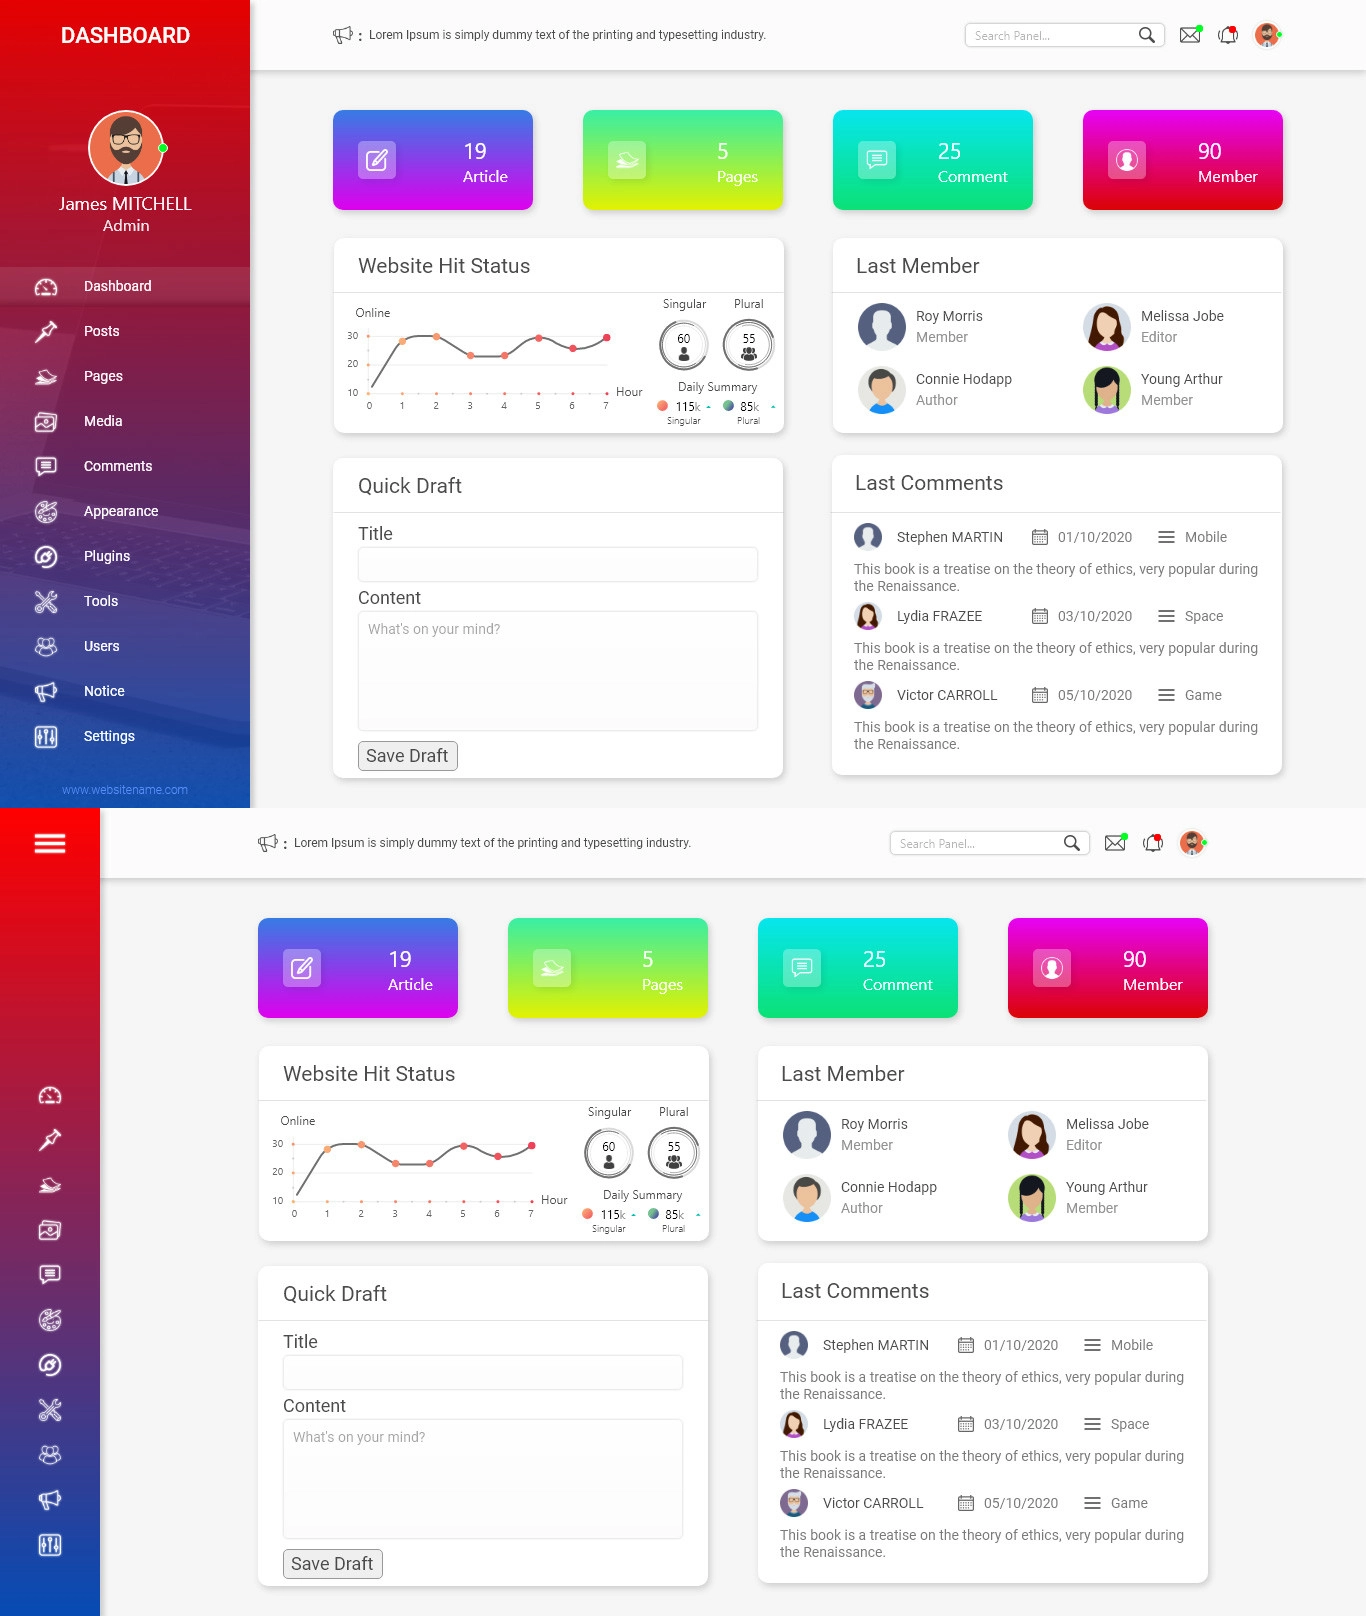 DASHBOARD
James MITCHELL
Admin
Dashboard
Posts
Pages
Media
Comments
Appearance
Plugins
Tools
Users
Notice
Settings
www.websitename.com
: Lorem Ipsum is simply dummy text of the printing and typesetting industry.
Search Panel...
19
Article
5
Pages
25
Comment
90
Member
Website Hit Status
Online
30
20
10
0 1 2 3 4 5 6 7
Hour
Singular Plural
60 55
Daily Summary
115k 85k
Singular Plural
Last Member
Roy Morris
Member
Melissa Jobe
Editor
Connie Hodapp
Author
Young Arthur
Member
Quick Draft
Title
Content
What's on your mind?
Save Draft
Last Comments
Stephen MARTIN 01/10/2020 Mobile
This book is a treatise on the theory of ethics, very popular during
the Renaissance.
Lydia FRAZEE 03/10/2020 Space
This book is a treatise on the theory of ethics, very popular during
the Renaissance.
Victor CARROLL 05/10/2020 Game
This book is a treatise on the theory of ethics, very popular during
the Renaissance.
: Lorem Ipsum is simply dummy text of the printing and typesetting industry.
Search Panel...
19
Article
5
Pages
25
Comment
90
Member
Website Hit Status
Online
30
20
10
0 1 2 3 4 5 6 7
Hour
Singular Plural
60 55
Daily Summary
115k 85k
Singular Plural
Last Member
Roy Morris
Member
Melissa Jobe
Editor
Connie Hodapp
Author
Young Arthur
Member
Quick Draft
Title
Content
What's on your mind?
Save Draft
Last Comments
Stephen MARTIN 01/10/2020 Mobile
This book is a treatise on the theory of ethics, very popular during
the Renaissance.
Lydia FRAZEE 03/10/2020 Space
This book is a treatise on the theory of ethics, very popular during
the Renaissance.
Victor CARROLL 05/10/2020 Game
This book is a treatise on the theory of ethics, very popular during
the Renaissance.